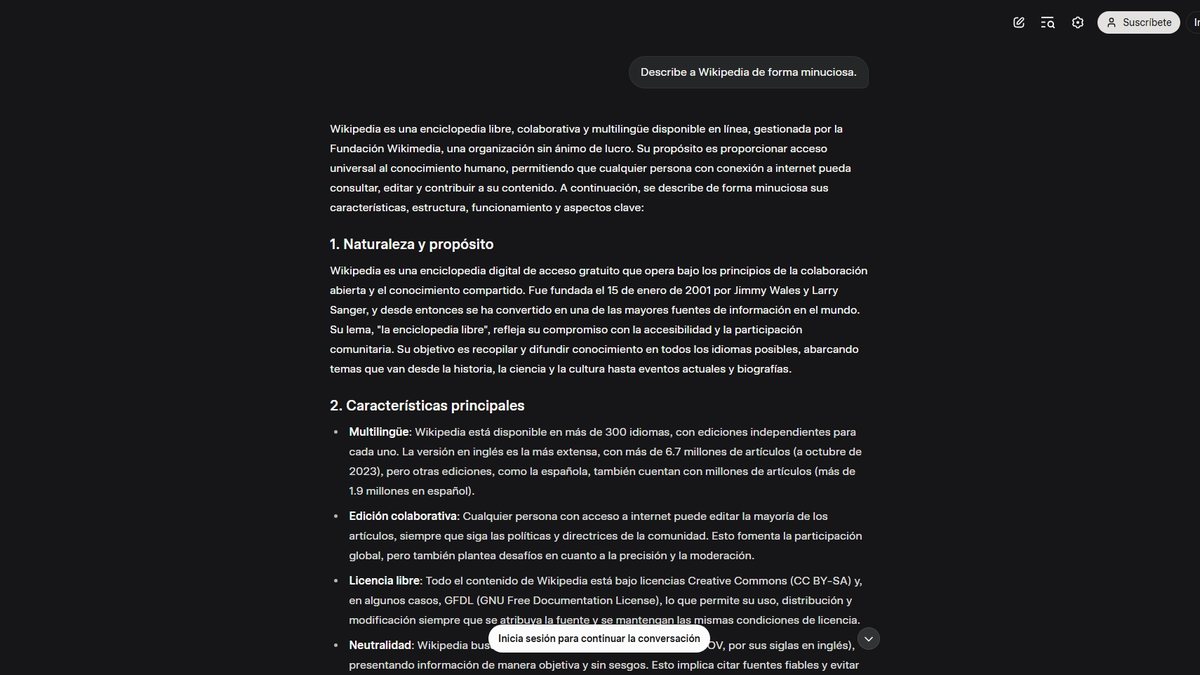 Suscríbete
Describe a Wikipedia de forma minuciosa.
Wikipedia es una enciclopedia libre, colaborativa y multilingüe disponible en línea, gestionada por la
Fundación Wikimedia, una organización sin ánimo de lucro. Su propósito es proporcionar acceso
universal al conocimiento humano, permitiendo que cualquier persona con conexión a internet pueda
consultar, editar y contribuir a su contenido. A continuación, se describe de forma minuciosa sus
características, estructura, funcionamiento y aspectos clave:
1. Naturaleza y propósito
Wikipedia es una enciclopedia digital de acceso gratuito que opera bajo los principios de la colaboración
abierta y el conocimiento compartido. Fue fundada el 15 de enero de 2001 por Jimmy Wales y Larry
Sanger, y desde entonces se ha convertido en una de las mayores fuentes de información en el mundo.
Su lema, "la enciclopedia libre", refleja su compromiso con la accesibilidad y la participación
comunitaria. Su objetivo es recopilar y difundir conocimiento en todos los idiomas posibles, abarcando
temas que van desde la historia, la ciencia y la cultura hasta eventos actuales y biografías.
2. Características principales
• Multilingüe: Wikipedia está disponible en más de 300 idiomas, con ediciones independientes para
cada uno. La versión en inglés es la más extensa, con más de 6.7 millones de artículos (a octubre de
2023), pero otras ediciones, como la española, también cuentan con millones de artículos (más de
1.9 millones en español).
• Edición colaborativa: Cualquier persona con acceso a internet puede editar la mayoría de los
artículos, siempre que siga las políticas y directrices de la comunidad. Esto fomenta la participación
global, pero también plantea desafíos en cuanto a la precisión y la moderación.
• Licencia libre: Todo el contenido de Wikipedia está bajo licencias Creative Commons (CC BY-SA) y,
en algunos casos, GFDL (GNU Free Documentation License), lo que permite su uso, distribución y
modificación siempre que se atribuya la fuente y se mantengan las mismas condiciones de licencia.
Inicia sesión para continuar la conversación
• Neutralidad: Wikipedia OV, por sus siglas en inglés),
presentando información de manera objetiva y sin sesgos. Esto implica citar fuentes fiables y evitar